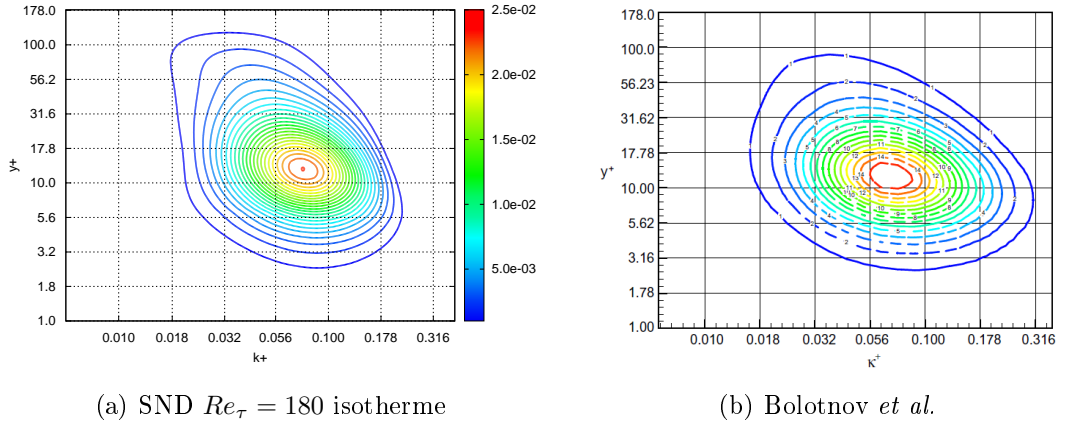 178.0
100.0
56.2
31.6
17.8
10.0
5.6
3.2
1.8
1.0
y+
0.010 0.018 0.032 0.056 0.100 0.178 0.316
k+
2.5e-02
2.0e-02
1.5e-02
1.0e-02
5.0e-03
(a) SND Reτ = 180 isotherme
178.0
100.0
56.23
31.62
17.78
10.00
5.62
3.16
1.78
1.00
y+
0.010 0.018 0.032 0.056 0.100 0.178 0.316
κ+
(b) Bolotnov et al.